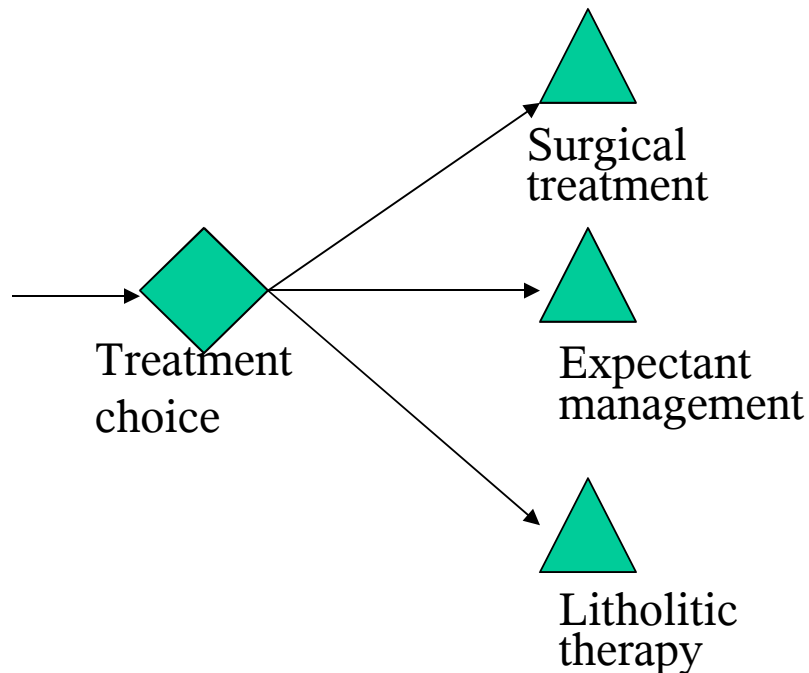 Surgical
treatment
Treatment
choice
Expectant
management
Litholitic
therapy